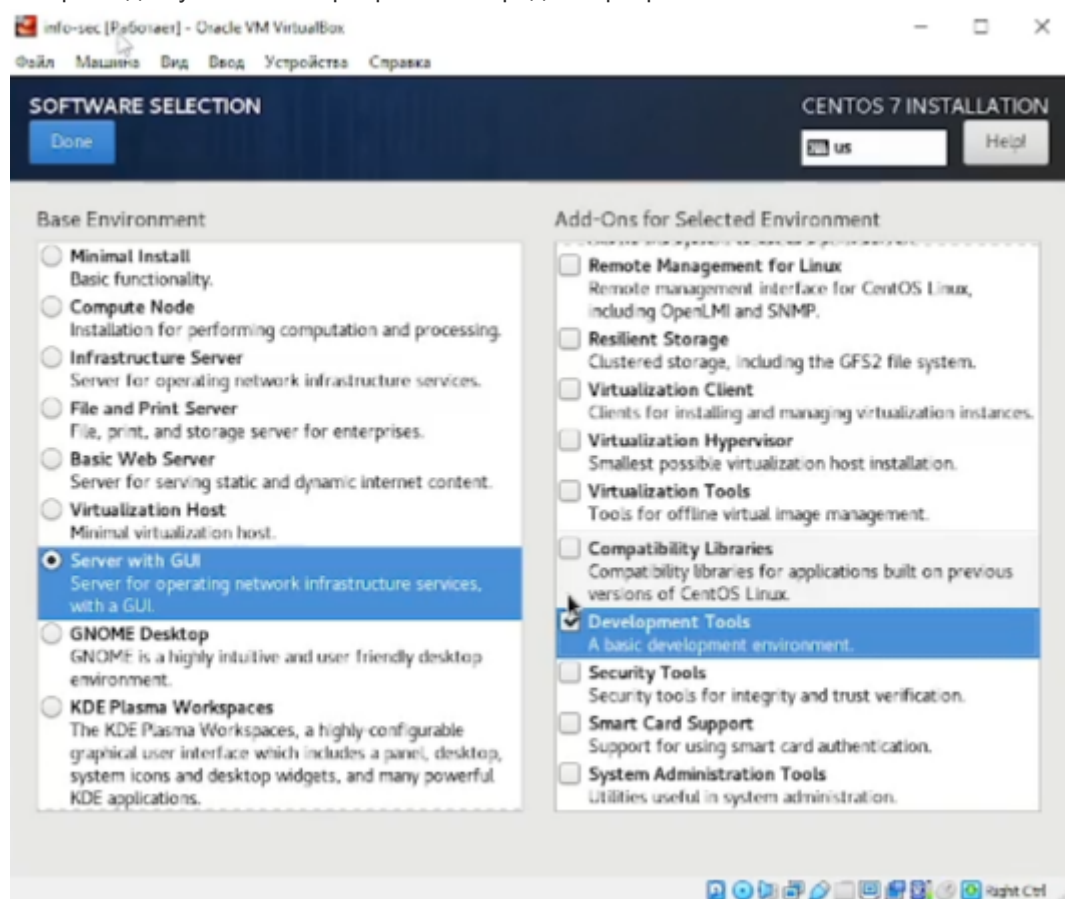 info-sec [Работает] - Oracle VM VirtualBox
Файл Машина Вид Ввод Устройства Справка
SOFTWARE SELECTION
CENTOS 7 INSTALLATION
Done
us
Help!
Base Environment
Minimal Install
Basic functionality.
Compute Node
Installation for performing computation and processing.
Infrastructure Server
Server for operating network infrastructure services.
File and Print Server
File, print, and storage server for enterprises.
Basic Web Server
Server for serving static and dynamic internet content.
Virtualization Host
Minimal virtualization host.
Server with GUI
Server for operating network infrastructure services,
with a GUI.
GNOME Desktop
GNOME is a highly intuitive and user friendly desktop
environment.
KDE Plasma Workspaces
The KDE Plasma Workspaces, a highly-configurable
graphical user interface which includes a panel, desktop,
system icons and desktop widgets, and many powerful
KDE applications.
Add-Ons for Selected Environment
Remote Management for Linux
Remote management interface for CentOS Linux,
including OpenLMI and SNMP.
Resilient Storage
Clustered storage, including the GFS2 file system.
Virtualization Client
Clients for installing and managing virtualization instances.
Virtualization Hypervisor
Smallest possible virtualization host installation.
Virtualization Tools
Tools for offline virtual image management.
Compatibility Libraries
Compatibility libraries for applications built on previous
versions of CentOS Linux.
Development Tools
A basic development environment.
Security Tools
Security tools for integrity and trust verification.
Smart Card Support
Support for using smart card authentication.
System Administration Tools
Utilities useful in system administration.
Right Ctrl